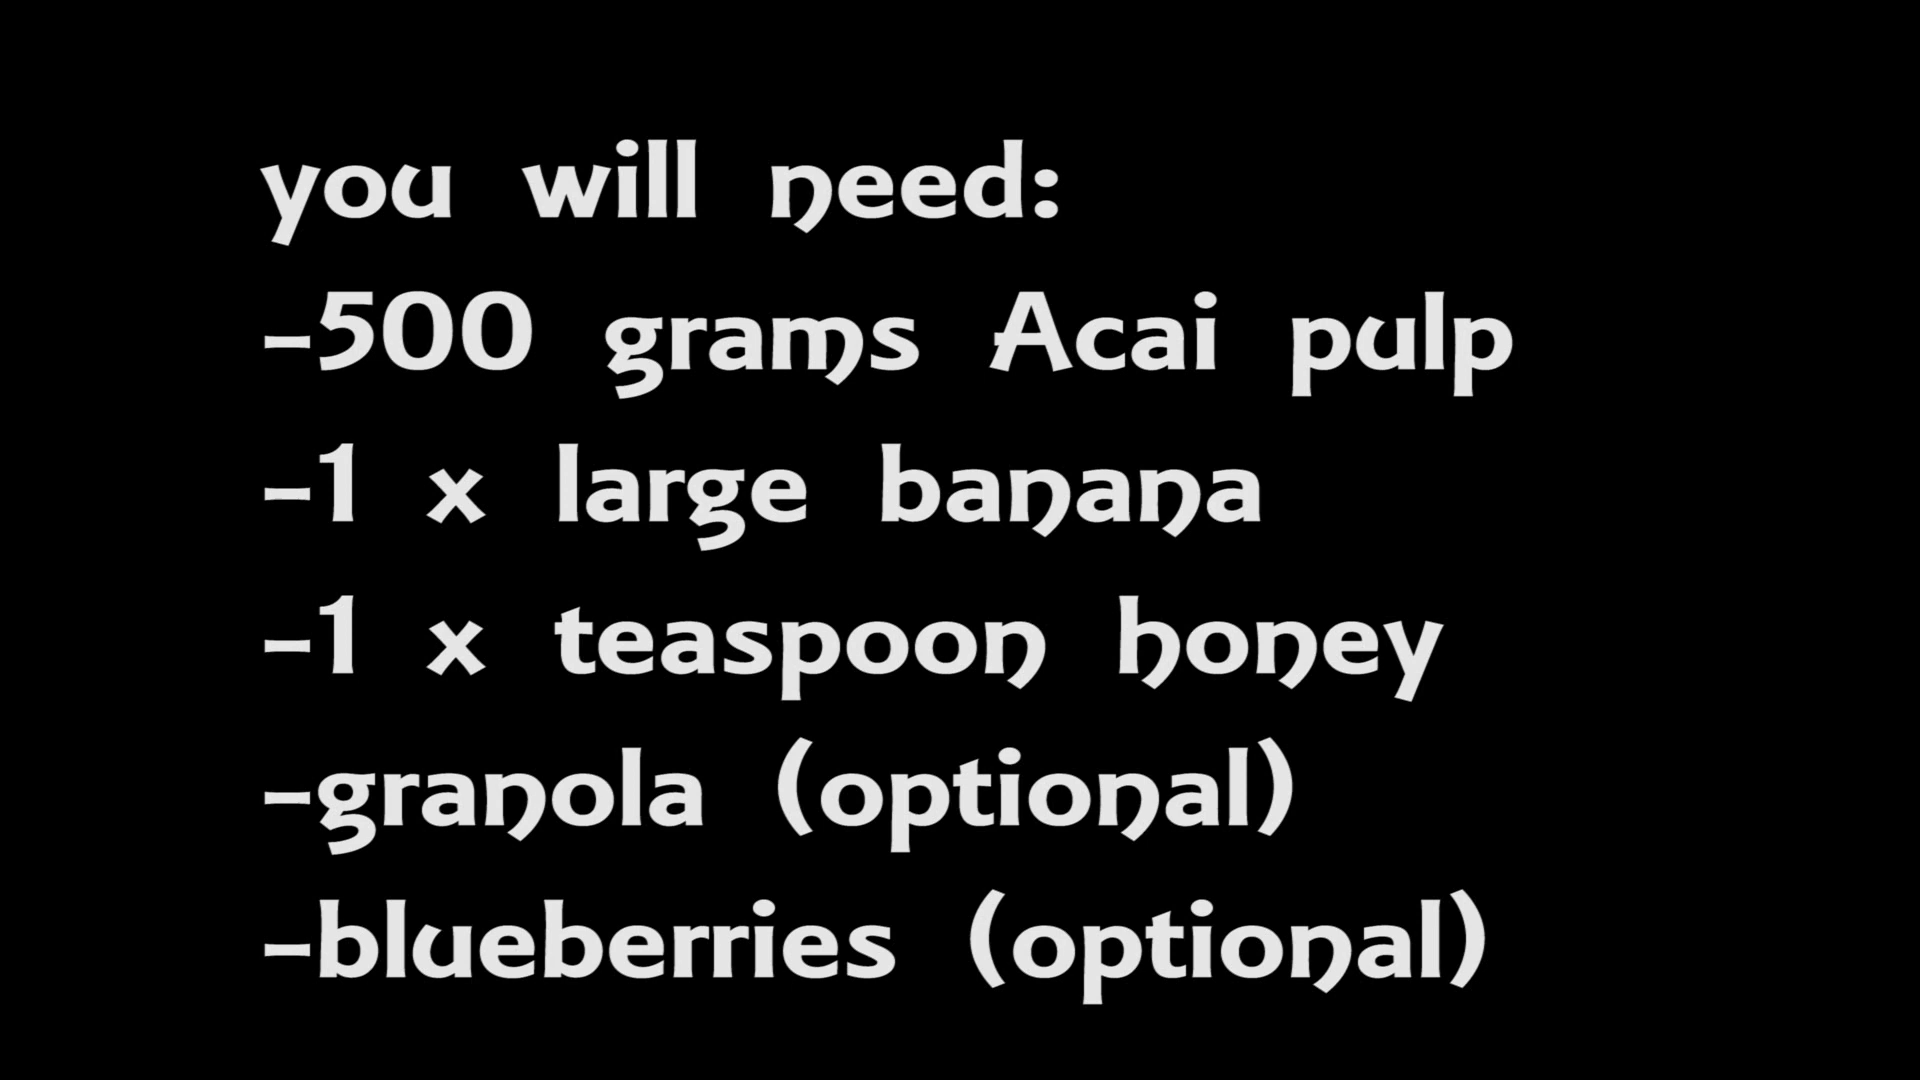 you will need:
-500 grams Acai pulp
-1 x large banana
-1 x teaspoon honey
-granola (optional)
-blueberries (optional)